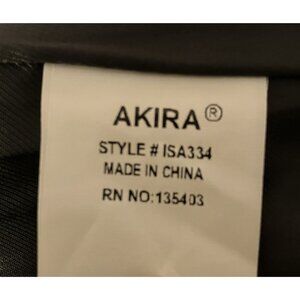 AKIRA®
STYLE # ISA334
MADE IN CHINA
RN NO:135403